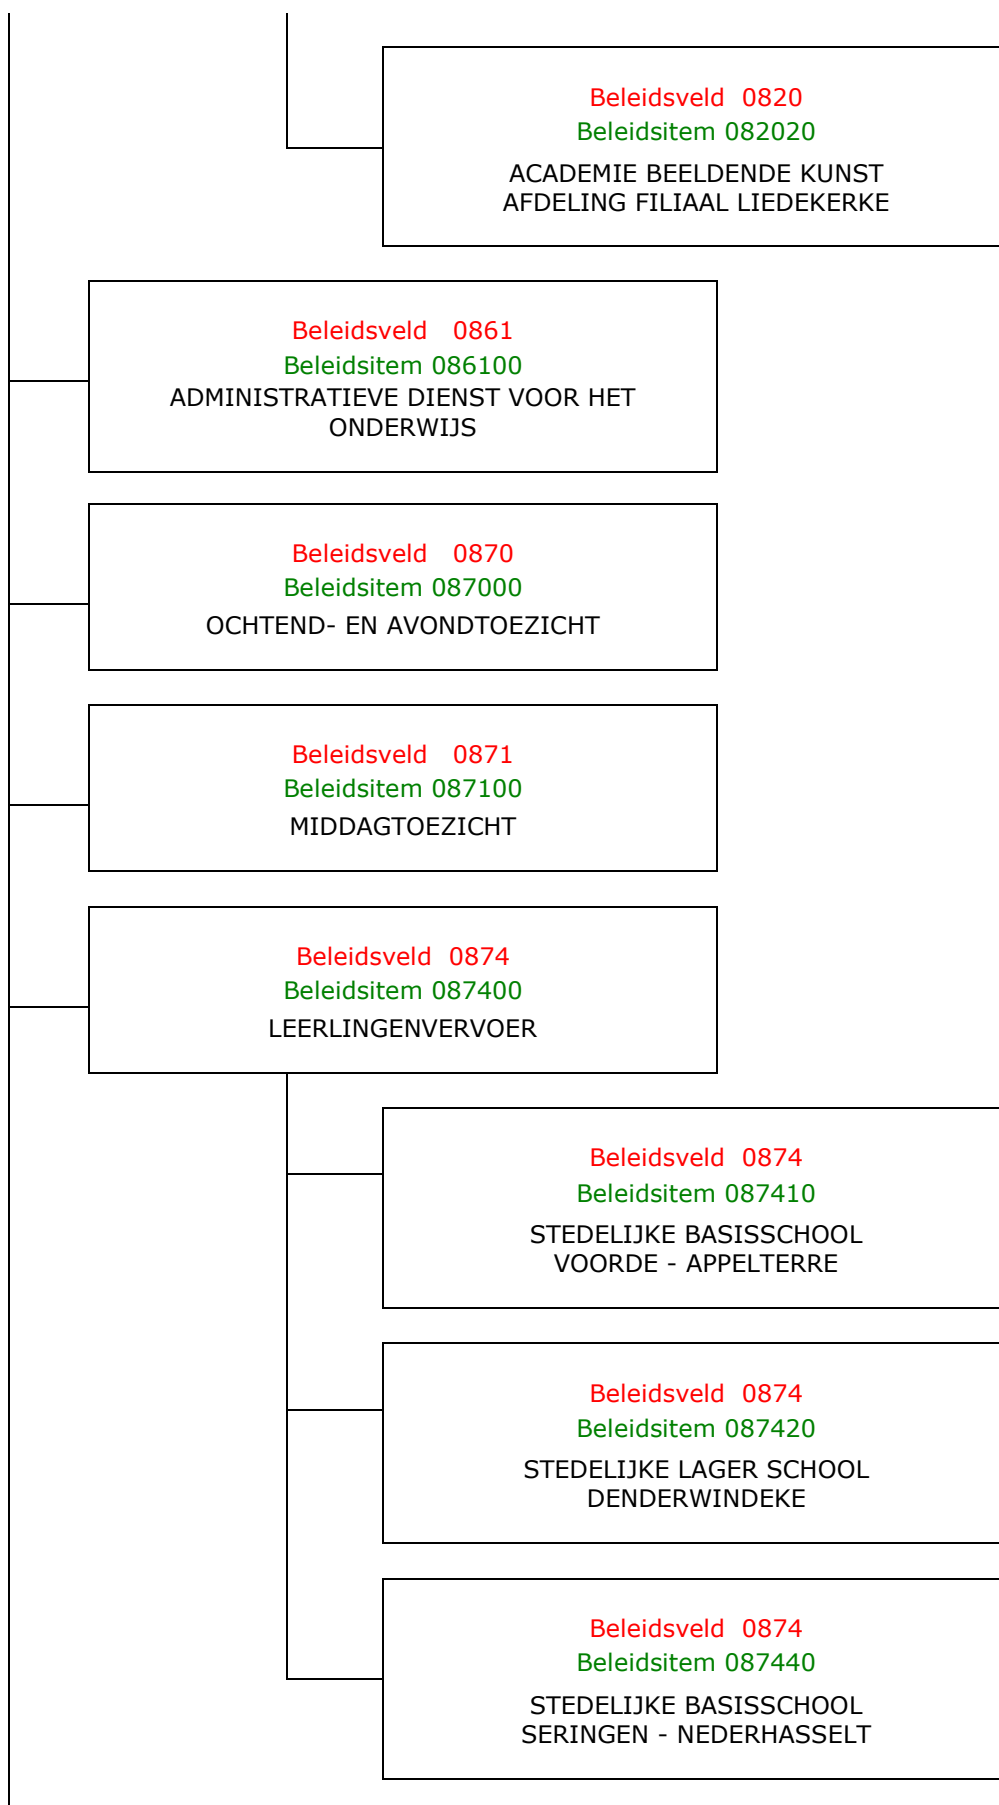 Beleidsveld 0820
Beleidsitem 082020
ACADEMIE BEELDENDE KUNST
AFDELING FILIAAL LIEDEKERKE
Beleidsveld 0861
Beleidsitem 086100
ADMINISTRATIEVE DIENST VOOR HET
ONDERWIJS
Beleidsveld 0870
Beleidsitem 087000
OCHTEND- EN AVONDTOEZICHT
Beleidsveld 0871
Beleidsitem 087100
MIDDAGTOEZICHT
Beleidsveld 0874
Beleidsitem 087400
LEERLINGENVERVOER
Beleidsveld 0874
Beleidsitem 087410
STEDELIJKE BASISSCHOOL
VOORDE - APPELTERRE
Beleidsveld 0874
Beleidsitem 087420
STEDELIJKE LAGER SCHOOL
DENDERWINDEKE
Beleidsveld 0874
Beleidsitem 087440
STEDELIJKE BASISSCHOOL
SERINGEN - NEDERHASSELT